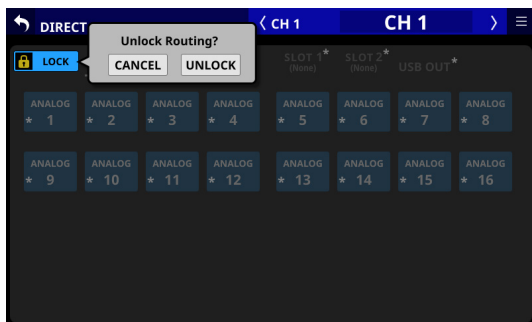 DIRECT
CH 1
CH 1
Unlock Routing?
CANCEL
UNLOCK
LOCK
SLOT 1*
(None)
SLOT 2*
(None)
USB OUT*
ANALOG
* 1
ANALOG
* 2
ANALOG
* 3
ANALOG
* 4
ANALOG
* 5
ANALOG
* 6
ANALOG
* 7
ANALOG
* 8
ANALOG
* 9
ANALOG
* 10
ANALOG
* 11
ANALOG
* 12
ANALOG
* 13
ANALOG
* 14
ANALOG
* 15
ANALOG
* 16